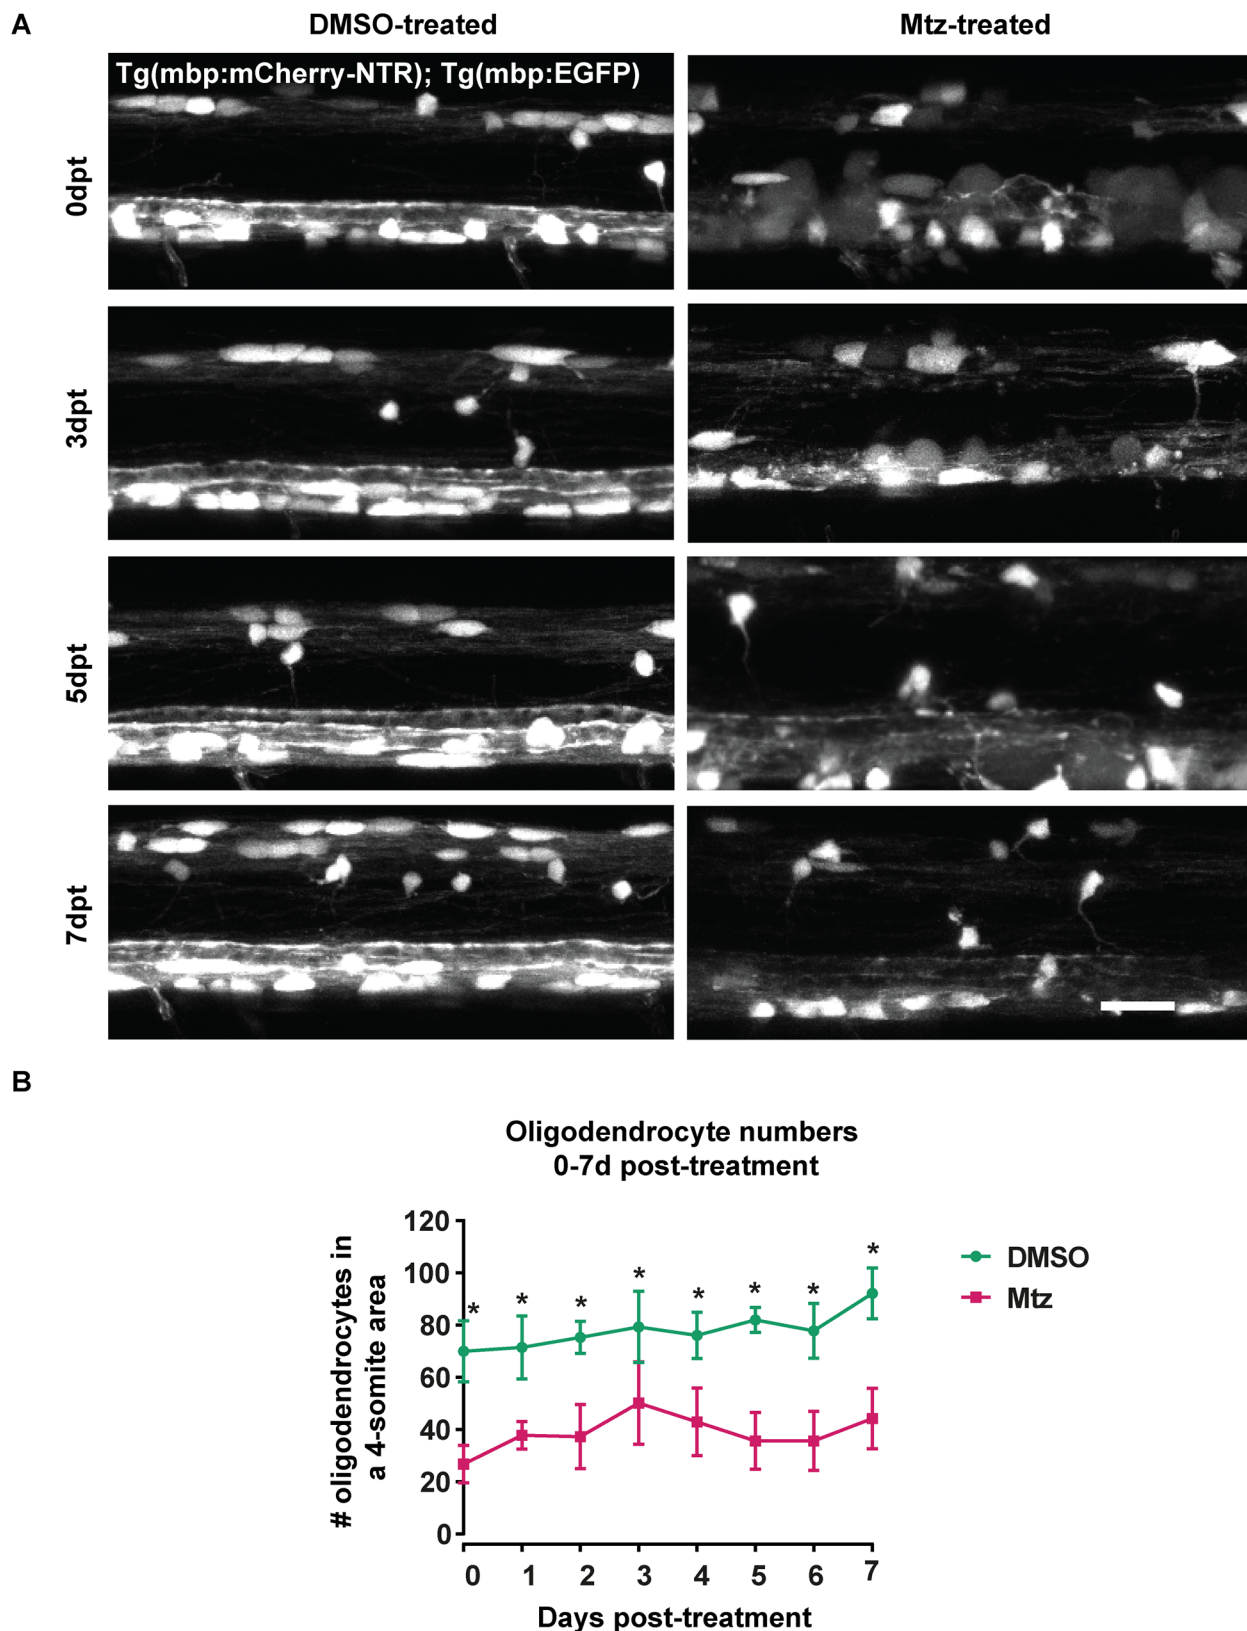 A
DMSO-treated
Mtz-treated
Tg(mbp:mCherry-NTR); Tg(mbp:EGFP)
0dpt
3dpt
5dpt
7dpt
B
Oligodendrocyte numbers
0-7d post-treatment
# oligodendrocytes in
a 4-somite area
120
100
80
60
40
20
0
* * * * * * * *
DMSO
Mtz
0 1 2 3 4 5 6 7
Days post-treatment